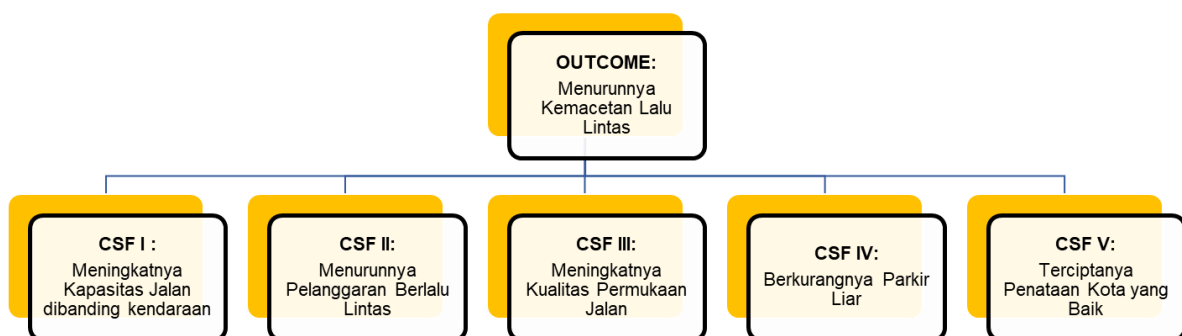 OUTCOME:
Menurunnya
Kemacetan Lalu
Lintas
CSF I :
Meningkatnya
Kapasitas Jalan
dibanding kendaraan
CSF II:
Menurunnya
Pelanggaran Berlalu
Lintas
CSF III:
Meningkatnya
Kualitas Permukaan
Jalan
CSF IV:
Berkurangnya Parkir
Liar
CSF V:
Terciptanya
Penataan Kota yang
Baik